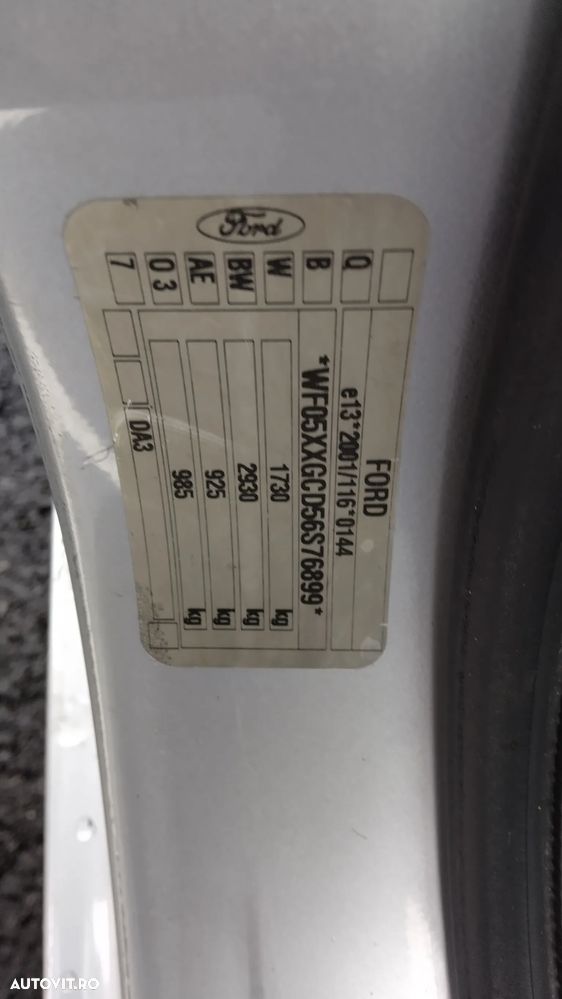 Ford
7 0 3 AE BW W B Q
FORD
e13*2001/116*0144
*WF05XXGCD56S76899*
1730 kg
2930 kg
925 kg
985 kg
DA3
AUTOVIT.RO